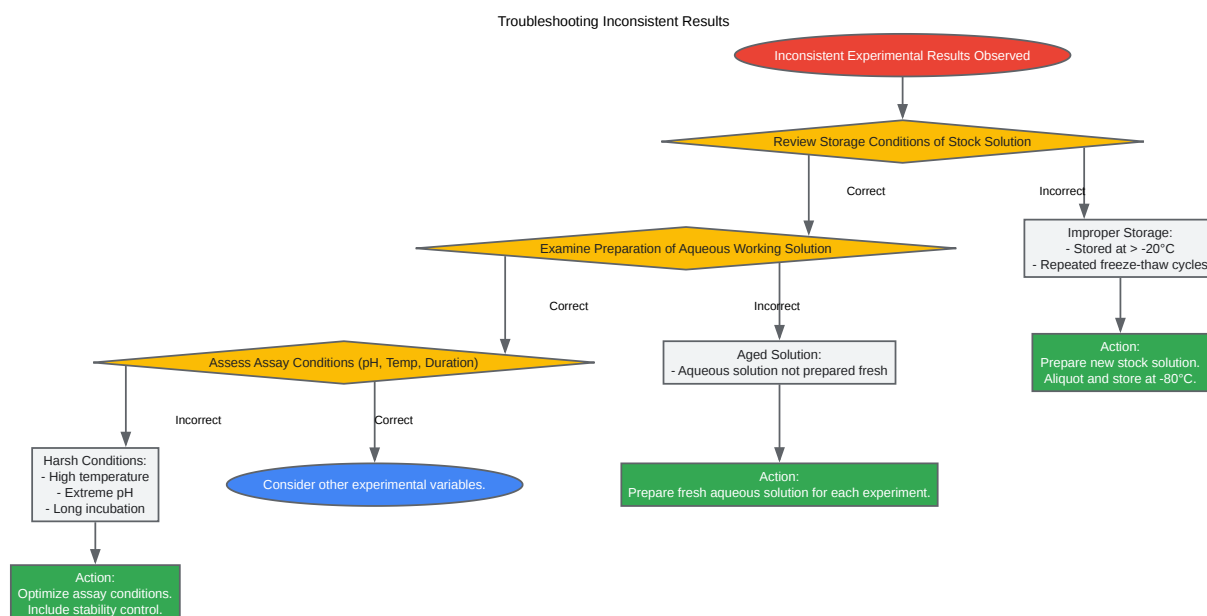 Troubleshooting Inconsistent Results
Inconsistent Experimental Results Observed
Review Storage Conditions of Stock Solution
Correct
Incorrect
Improper Storage:
- Stored at > -20°C
- Repeated freeze-thaw cycles
Examine Preparation of Aqueous Working Solution
Correct
Incorrect
Action:
Prepare new stock solution.
Aliquot and store at -80°C.
Assess Assay Conditions (pH, Temp, Duration)
Aged Solution:
- Aqueous solution not prepared fresh
Incorrect
Correct
Harsh Conditions:
- High temperature
- Extreme pH
- Long incubation
Consider other experimental variables.
Action:
Prepare fresh aqueous solution for each experiment.
Action:
Optimize assay conditions.
Include stability control.